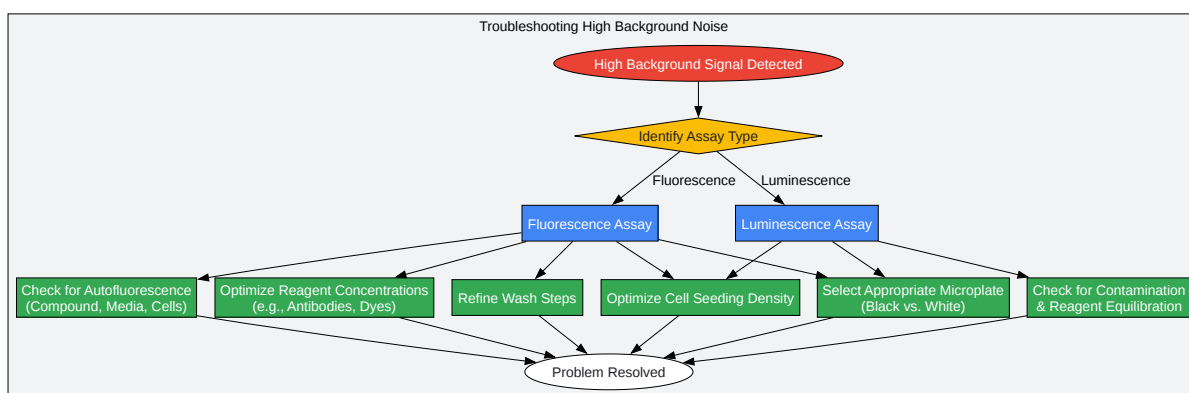 Troubleshooting High Background Noise
High Background Signal Detected
Identify Assay Type
Fluorescence
Luminescence
Fluorescence Assay
Luminescence Assay
Check for Autofluorescence
(Compound, Media, Cells)
Optimize Reagent Concentrations
(e.g., Antibodies, Dyes)
Refine Wash Steps
Optimize Cell Seeding Density
Select Appropriate Microplate
(Black vs. White)
Check for Contamination
& Reagent Equilibration
Problem Resolved